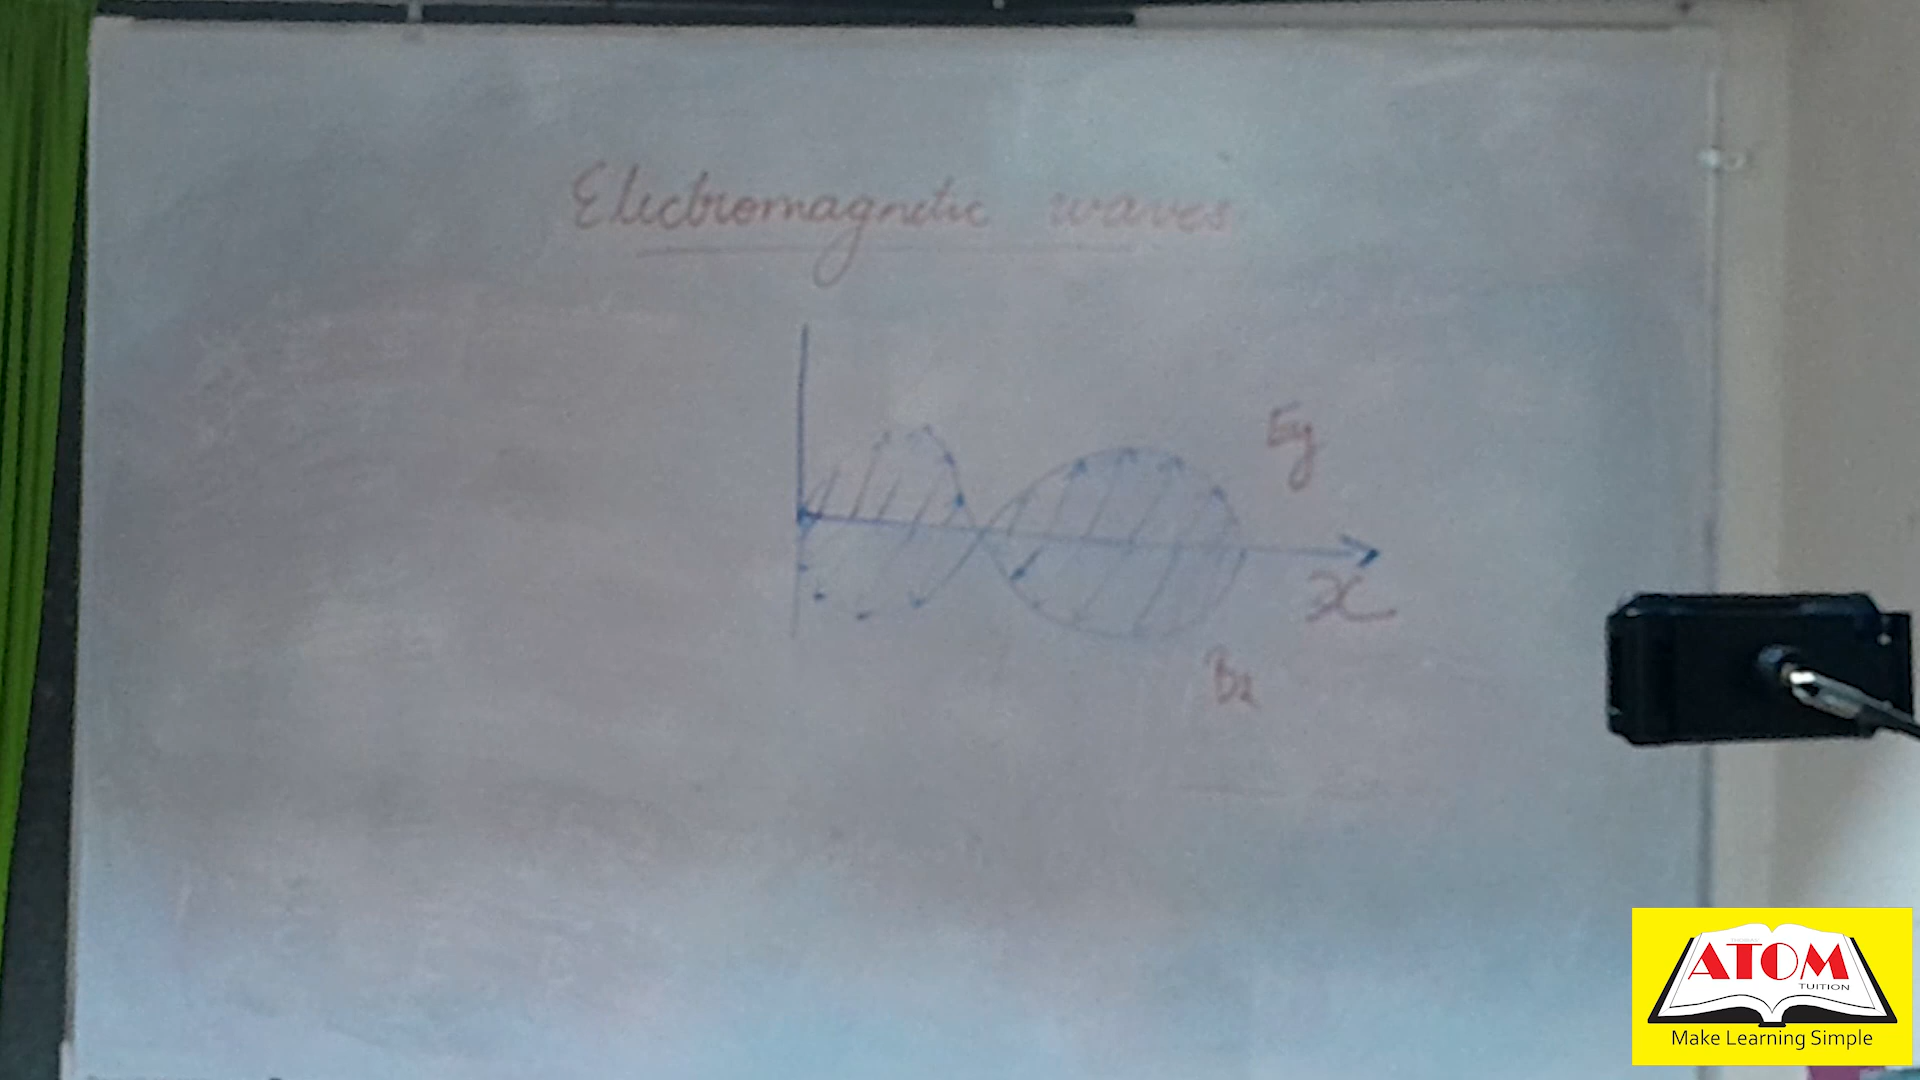 Electromagnetic waves
Ey
x
Bz
ATOM
TUITION
Make Learning Simple